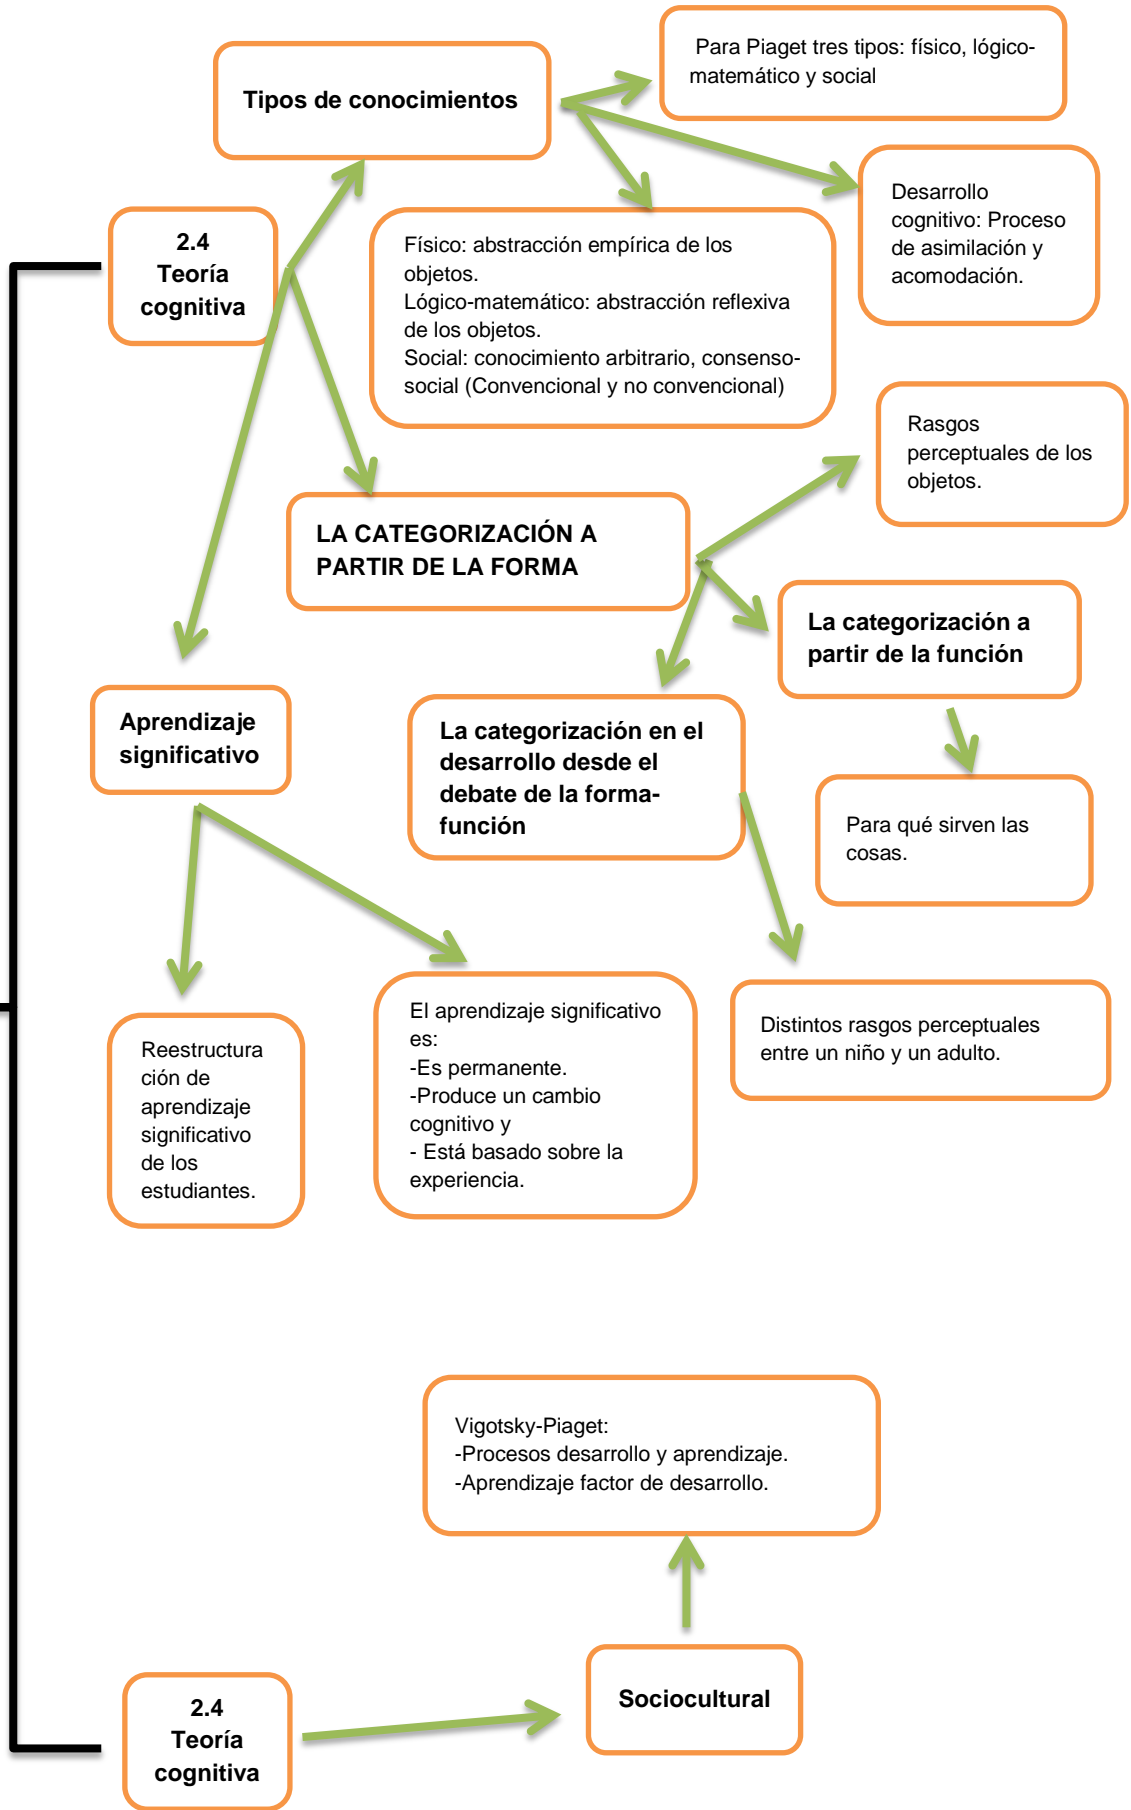 Para Piaget tres tipos: físico, lógico-
matemático y social
Tipos de conocimientos
Desarrollo
cognitivo: Proceso
de asimilación y
acomodación.
2.4
Teoría
cognitiva
Físico: abstracción empírica de los
objetos.
Lógico-matemático: abstracción reflexiva
de los objetos.
Social: conocimiento arbitrario, consenso-
social (Convencional y no convencional)
Rasgos
perceptuales de los
objetos.
LA CATEGORIZACIÓN A
PARTIR DE LA FORMA
La categorización a
partir de la función
Aprendizaje
significativo
La categorización en el
desarrollo desde el
debate de la forma-
función
Para qué sirven las
cosas.
Reestructura
ción de
aprendizaje
significativo
de los
estudiantes.
El aprendizaje significativo
es:
-Es permanente.
-Produce un cambio
cognitivo y
- Está basado sobre la
experiencia.
Distintos rasgos perceptuales
entre un niño y un adulto.
Vigotsky-Piaget:
-Procesos desarrollo y aprendizaje.
-Aprendizaje factor de desarrollo.
Sociocultural
2.4
Teoría
cognitiva